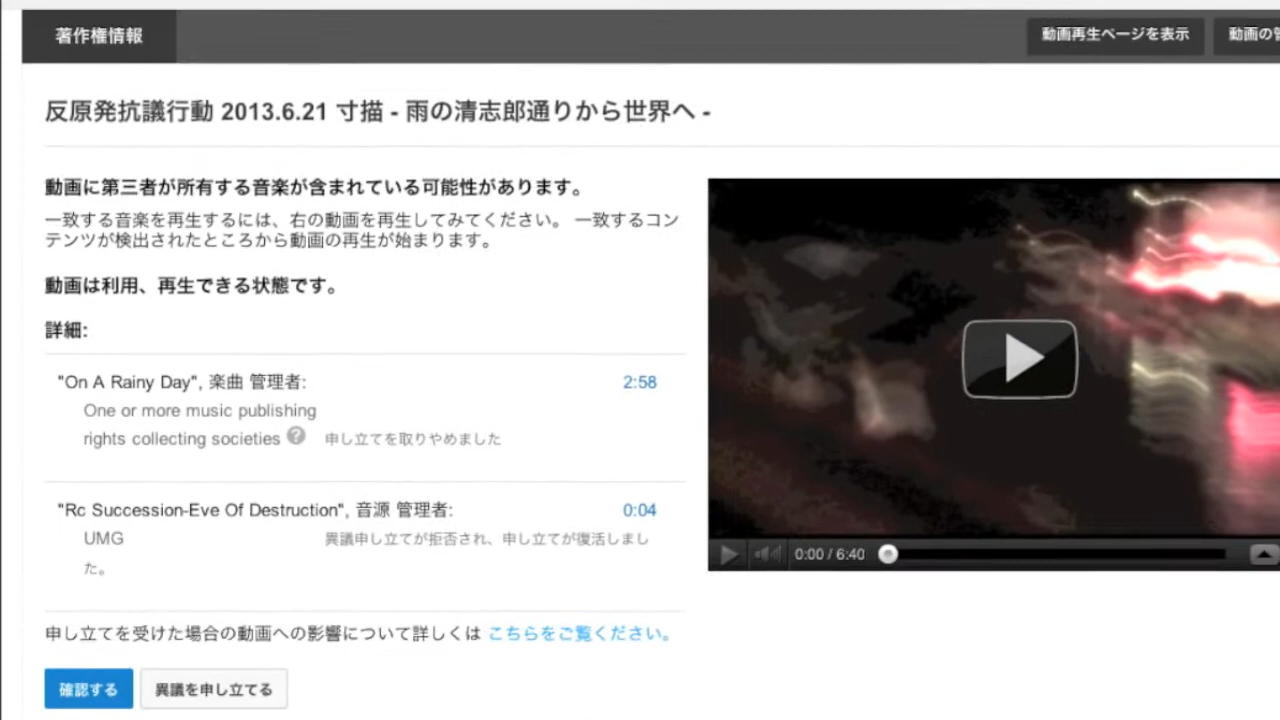 著作権情報
動画再生ページを表示
動画の
反原発抗議行動 2013.6.21 寸描 - 雨の清志郎通りから世界へ -
動画に第三者が所有する音楽が含まれている可能性があります。
一致する音楽を再生するには、右の動画を再生してみてください。 一致するコン
テンツが検出されたところから動画の再生が始まります。
動画は利用、再生できる状態です。
詳細:
"On A Rainy Day", 楽曲 管理者: 2:58
One or more music publishing
rights collecting societies ? 申し立てを取りやめました
"Rc Succession-Eve Of Destruction", 音源 管理者: 0:04
UMG 異議申し立てが拒否され、申し立てが復活しまし
た。
0:00 / 6:40
申し立てを受けた場合の動画への影響について詳しくは こちらをご覧ください。
確認する
異議を申し立てる